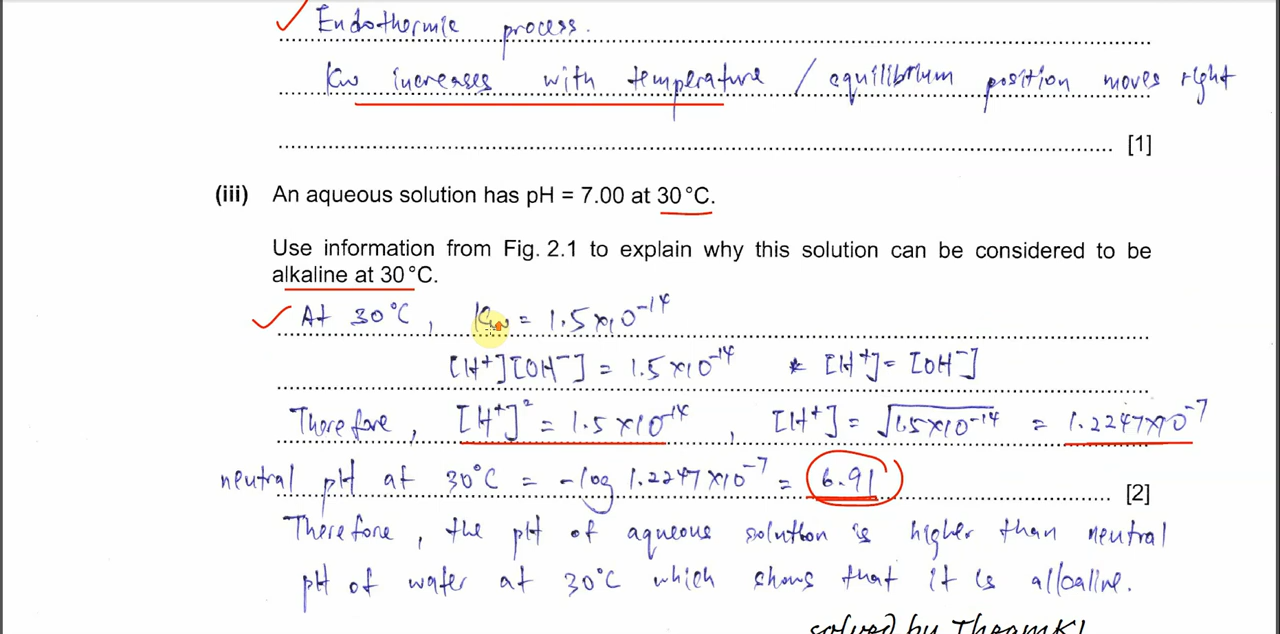 ✓ Endothermic process.
Kw increases with temperature / equilibrium position moves right
[1]
(iii) An aqueous solution has pH = 7.00 at 30 °C.
Use information from Fig. 2.1 to explain why this solution can be considered to be
alkaline at 30 °C.
✓ At 30°C, Kw = 1.5×10⁻¹⁴
[H⁺][OH⁻] = 1.5×10⁻¹⁴ * [H⁺] = [OH⁻]
Therefore, [H⁺]² = 1.5×10⁻¹⁴, [H⁺] = √1.5×10⁻¹⁴ = 1.2247×10⁻⁷
neutral pH at 30°C = -log 1.2247×10⁻⁷ = 6.91 [2]
Therefore, the pH of aqueous solution is higher than neutral
pH of water at 30°C which shows that it is alkaline.
solved by